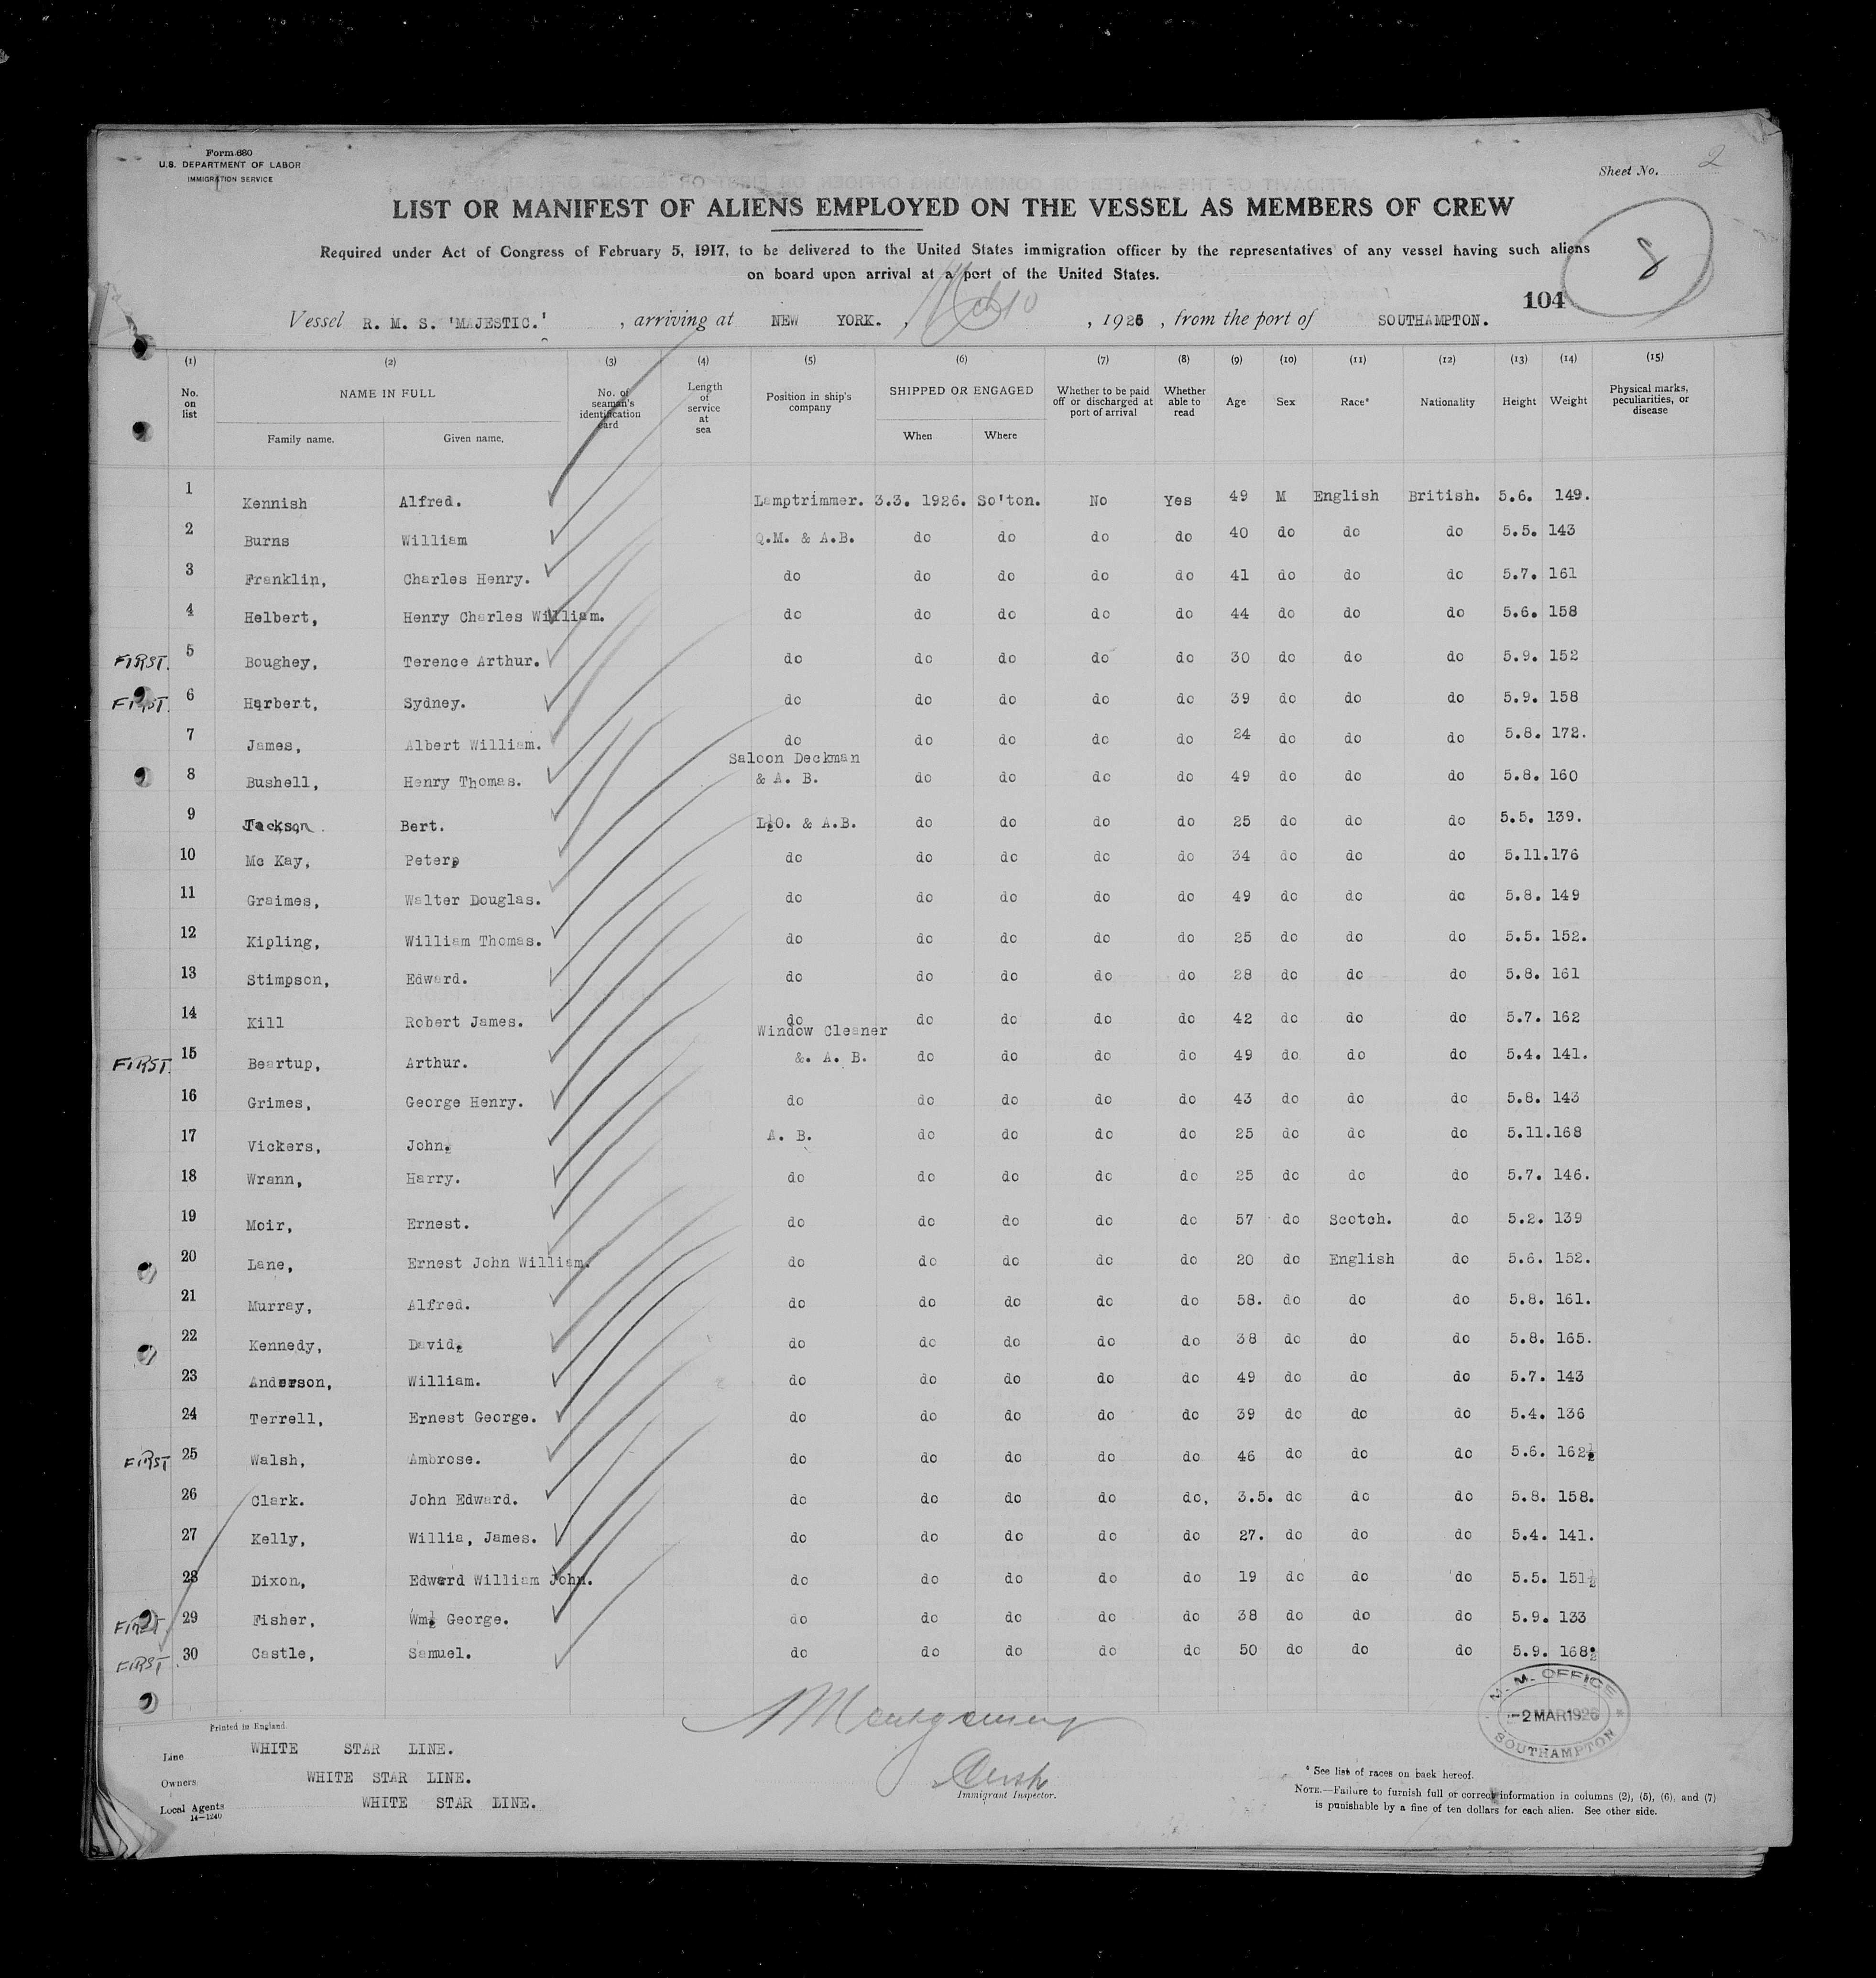 Form 680
U.S. DEPARTMENT OF LABOR
IMMIGRATION SERVICE
Sheet No. 2
LIST OR MANIFEST OF ALIENS EMPLOYED ON THE VESSEL AS MEMBERS OF CREW
Required under Act of Congress of February 5, 1917, to be delivered to the United States immigration officer by the representatives of any vessel having such aliens
on board upon arrival at a port of the United States.
8
104
Vessel R. M. S. 'MAJESTIC.' , arriving at NEW YORK. , Mch 10 , 1926 , from the port of SOUTHAMPTON.
(1) (2) (3) (4) (5) (6) (7) (8) (9) (10) (11) (12) (13) (14) (15)
No. on list NAME IN FULL Family name. Given name. No. of seaman's identification card Length of service at sea Position in ship's company SHIPPED OR ENGAGED When Where Whether to be paid off or discharged at port of arrival Whether able to read Age Sex Race* Nationality Height Weight Physical marks, peculiarities, or disease
1 Kennish Alfred. Lamptrimmer. 3.3. 1926. So'ton. No Yes 49 M English British. 5.6. 149.
2 Burns William Q.M. & A.B. do do do do 40 do do do 5.5. 143
3 Franklin, Charles Henry. do do do do do 41 do do do 5.7. 161
4 Helbert, Henry Charles William. do do do do do 44 do do do 5.6. 158
FIRST. 5 Boughey, Terence Arthur. do do do do do 30 do do do 5.9. 152
FIRST. 6 Harbert, Sydney. do do do do do 39 do do do 5.9. 158
7 James, Albert William. do do do do do 24 do do do 5.8. 172.
8 Bushell, Henry Thomas. Saloon Deckman & A. B. do do do do 49 do do do 5.8. 160
9 Jackson. Bert. L.O. & A.B. do do do do 25 do do do 5.5. 139.
10 Mc Kay, Peter, do do do do do 34 do do do 5.11. 176
11 Graimes, Walter Douglas. do do do do do 49 do do do 5.8. 149
12 Kipling, William Thomas. do do do do do 25 do do do 5.5. 152.
13 Stimpson, Edward. do do do do do 28 do do do 5.8. 161
14 Kill Robert James. do do do do do 42 do do do 5.7. 162
FIRST. 15 Beartup, Arthur. Window Cleaner &. A. B. do do do do 49 do do do 5.4. 141.
16 Grimes, George Henry. do do do do do 43 do do do 5.8. 143
17 Vickers, John. A. B. do do do do 25 do do do 5.11. 168
18 Wrann, Harry. do do do do do 25 do do do 5.7. 146.
19 Moir, Ernest. do do do do do 57 do Scotch. do 5.2. 139
20 Lane, Ernest John William. do do do do do 20 do English do 5.6. 152.
21 Murray, Alfred. do do do do do 58. do do do 5.8. 161.
22 Kennedy, David. do do do do do 38 do do do 5.8. 165.
23 Anderson, William. do do do do do 49 do do do 5.7. 143
24 Terrell, Ernest George. do do do do do 39 do do do 5.4. 136
FIRST 25 Walsh, Ambrose. do do do do do 46 do do do 5.6. 162½
26 Clark. John Edward. do do do do do, 3.5. do do do 5.8. 158.
27 Kelly, Willia, James. do do do do do 27. do do do 5.4. 141.
28 Dixon, Edward William John. do do do do do 19 do do do 5.5. 151½
FIRST. 29 Fisher, Wm. George. do do do do do 38 do do do 5.9. 133
FIRST. 30 Castle, Samuel. do do do do do 50 do do do 5.9. 168½
M. M. OFFICE
-2 MAR 1926
SOUTHAMPTON
Montgomery
Printed in England.
Line WHITE STAR LINE.
Owners WHITE STAR LINE.
Local Agents WHITE STAR LINE.
14-1240
Immigrant Inspector.
* See list of races on back hereof.
NOTE.—Failure to furnish full or correct information in columns (2), (5), (6), and (7)
is punishable by a fine of ten dollars for each alien. See other side.